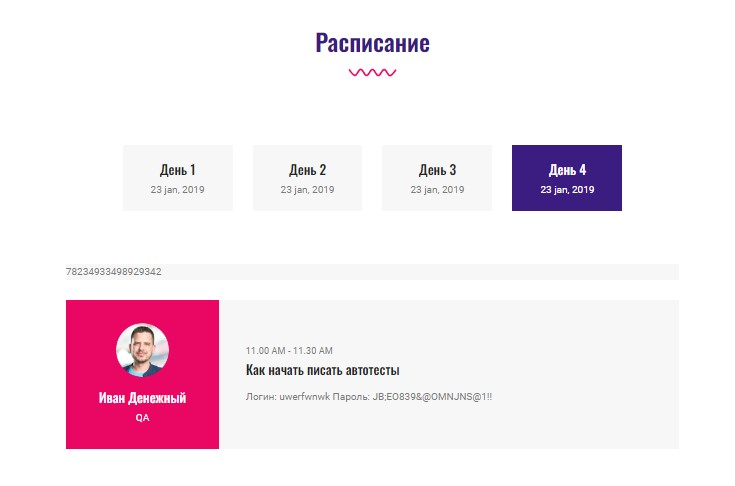 Расписание
День 1
23 jan, 2019
День 2
23 jan, 2019
День 3
23 jan, 2019
День 4
23 jan, 2019
78234933498929342
11.00 AM - 11.30 AM
Как начать писать автотесты
Логин: uwerfwnwk Пароль: JB;EO839&@OMNJNS@1!!
Иван Денежный
QA